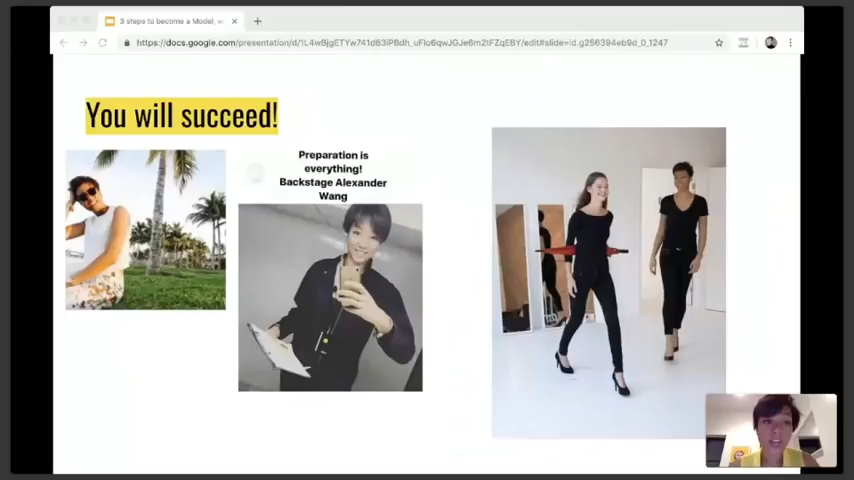 3 steps to become a Model, w
https://docs.google.com/presentation/d/1L4wBjgETYw741d63iPBdh_uFIo6qwJGJe6m2tFZqEBY/edit#slide=id.g256394eb9d_0_1247
You will succeed!
Preparation is
everything!
Backstage Alexander
Wang